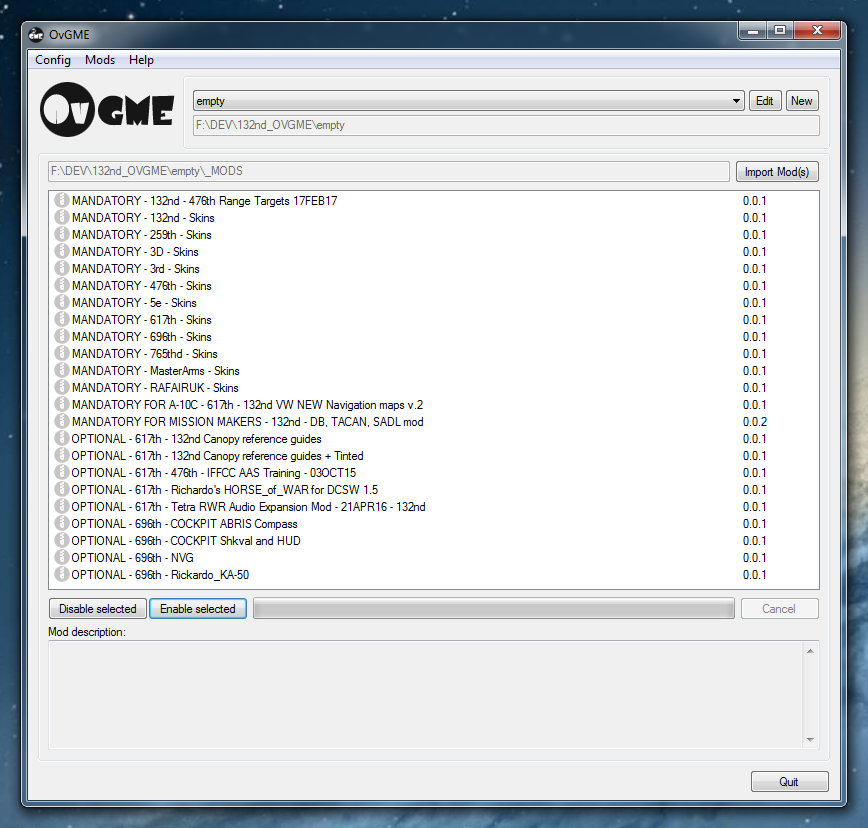 OvGME
Config Mods Help
OvGME
empty
Edit
New
F:\DEV\132nd_OVGME\empty
F:\DEV\132nd_OVGME\empty\_MODS
Import Mod(s)
MANDATORY - 132nd - 476th Range Targets 17FEB17 0.0.1
MANDATORY - 132nd - Skins 0.0.1
MANDATORY - 259th - Skins 0.0.1
MANDATORY - 3D - Skins 0.0.1
MANDATORY - 3rd - Skins 0.0.1
MANDATORY - 476th - Skins 0.0.1
MANDATORY - 5e - Skins 0.0.1
MANDATORY - 617th - Skins 0.0.1
MANDATORY - 696th - Skins 0.0.1
MANDATORY - 765thd - Skins 0.0.1
MANDATORY - MasterArms - Skins 0.0.1
MANDATORY - RAFAIRUK - Skins 0.0.1
MANDATORY FOR A-10C - 617th - 132nd VW NEW Navigation maps v.2 0.0.1
MANDATORY FOR MISSION MAKERS - 132nd - DB, TACAN, SADL mod 0.0.2
OPTIONAL - 617th - 132nd Canopy reference guides 0.0.1
OPTIONAL - 617th - 132nd Canopy reference guides + Tinted 0.0.1
OPTIONAL - 617th - 476th - IFFCC AAS Training - 03OCT15 0.0.1
OPTIONAL - 617th - Richardo's HORSE_of_WAR for DCSW 1.5 0.0.1
OPTIONAL - 617th - Tetra RWR Audio Expansion Mod - 21APR16 - 132nd 0.0.1
OPTIONAL - 696th - COCKPIT ABRIS Compass 0.0.1
OPTIONAL - 696th - COCKPIT Shkval and HUD 0.0.1
OPTIONAL - 696th - NVG 0.0.1
OPTIONAL - 696th - Rickardo_KA-50 0.0.1
Disable selected
Enable selected
Cancel
Mod description:
Quit